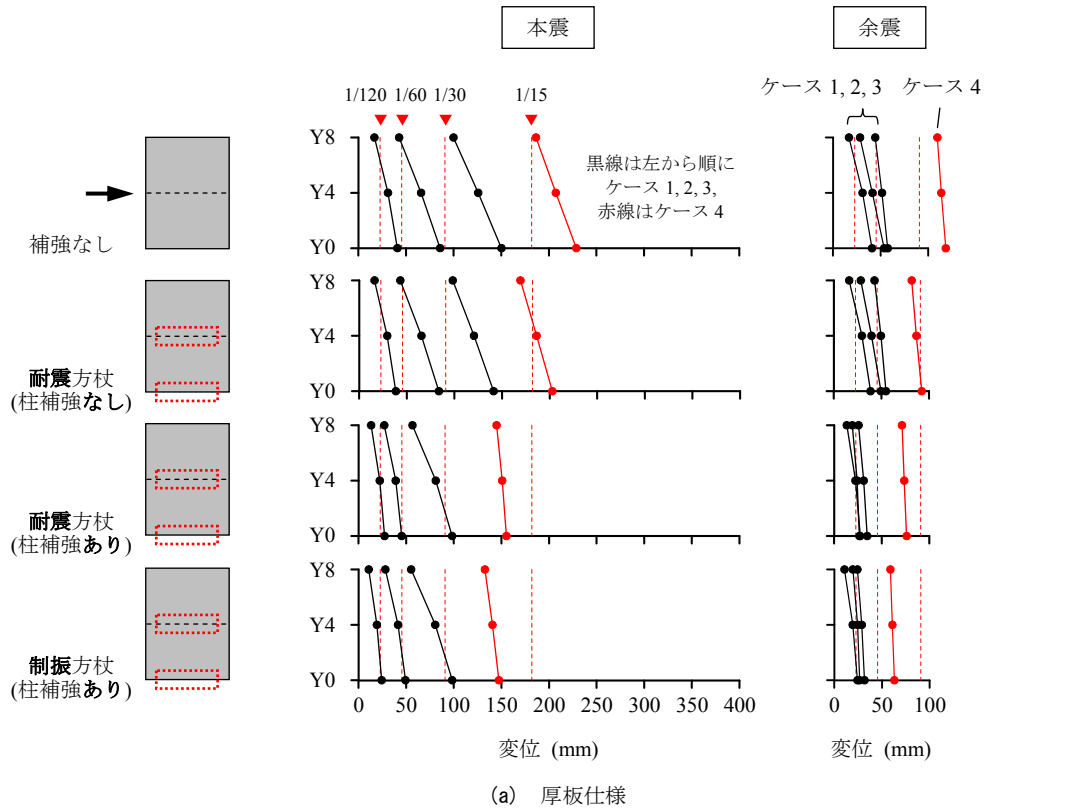 本震
余震
1/120
1/60
1/30
1/15
ケース 1, 2, 3
ケース 4
補強なし
Y8
Y4
Y0
黒線は左から順に
ケース 1, 2, 3,
赤線はケース 4
耐震方杖
(柱補強なし)
Y8
Y4
Y0
耐震方杖
(柱補強あり)
Y8
Y4
Y0
制振方杖
(柱補強あり)
Y8
Y4
Y0
0 50 100 150 200 250 300 350 400
0 50 100
変位 (mm)
変位 (mm)
(a) 厚板仕様